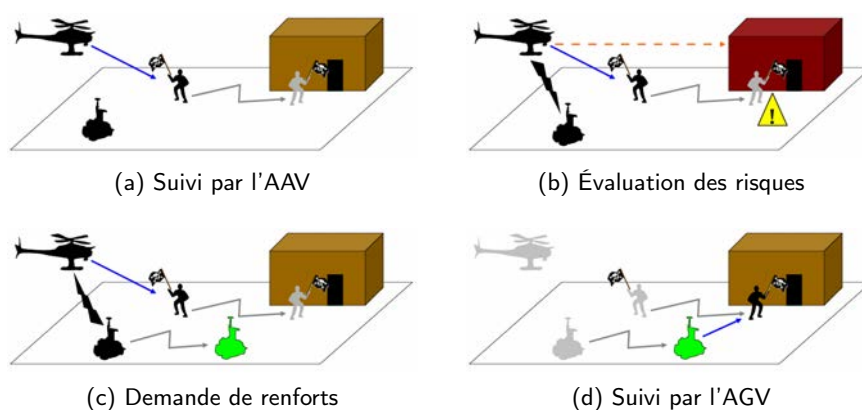 !
(a) Suivi par l'AAV
(b) Évaluation des risques
(c) Demande de renforts
(d) Suivi par l'AGV